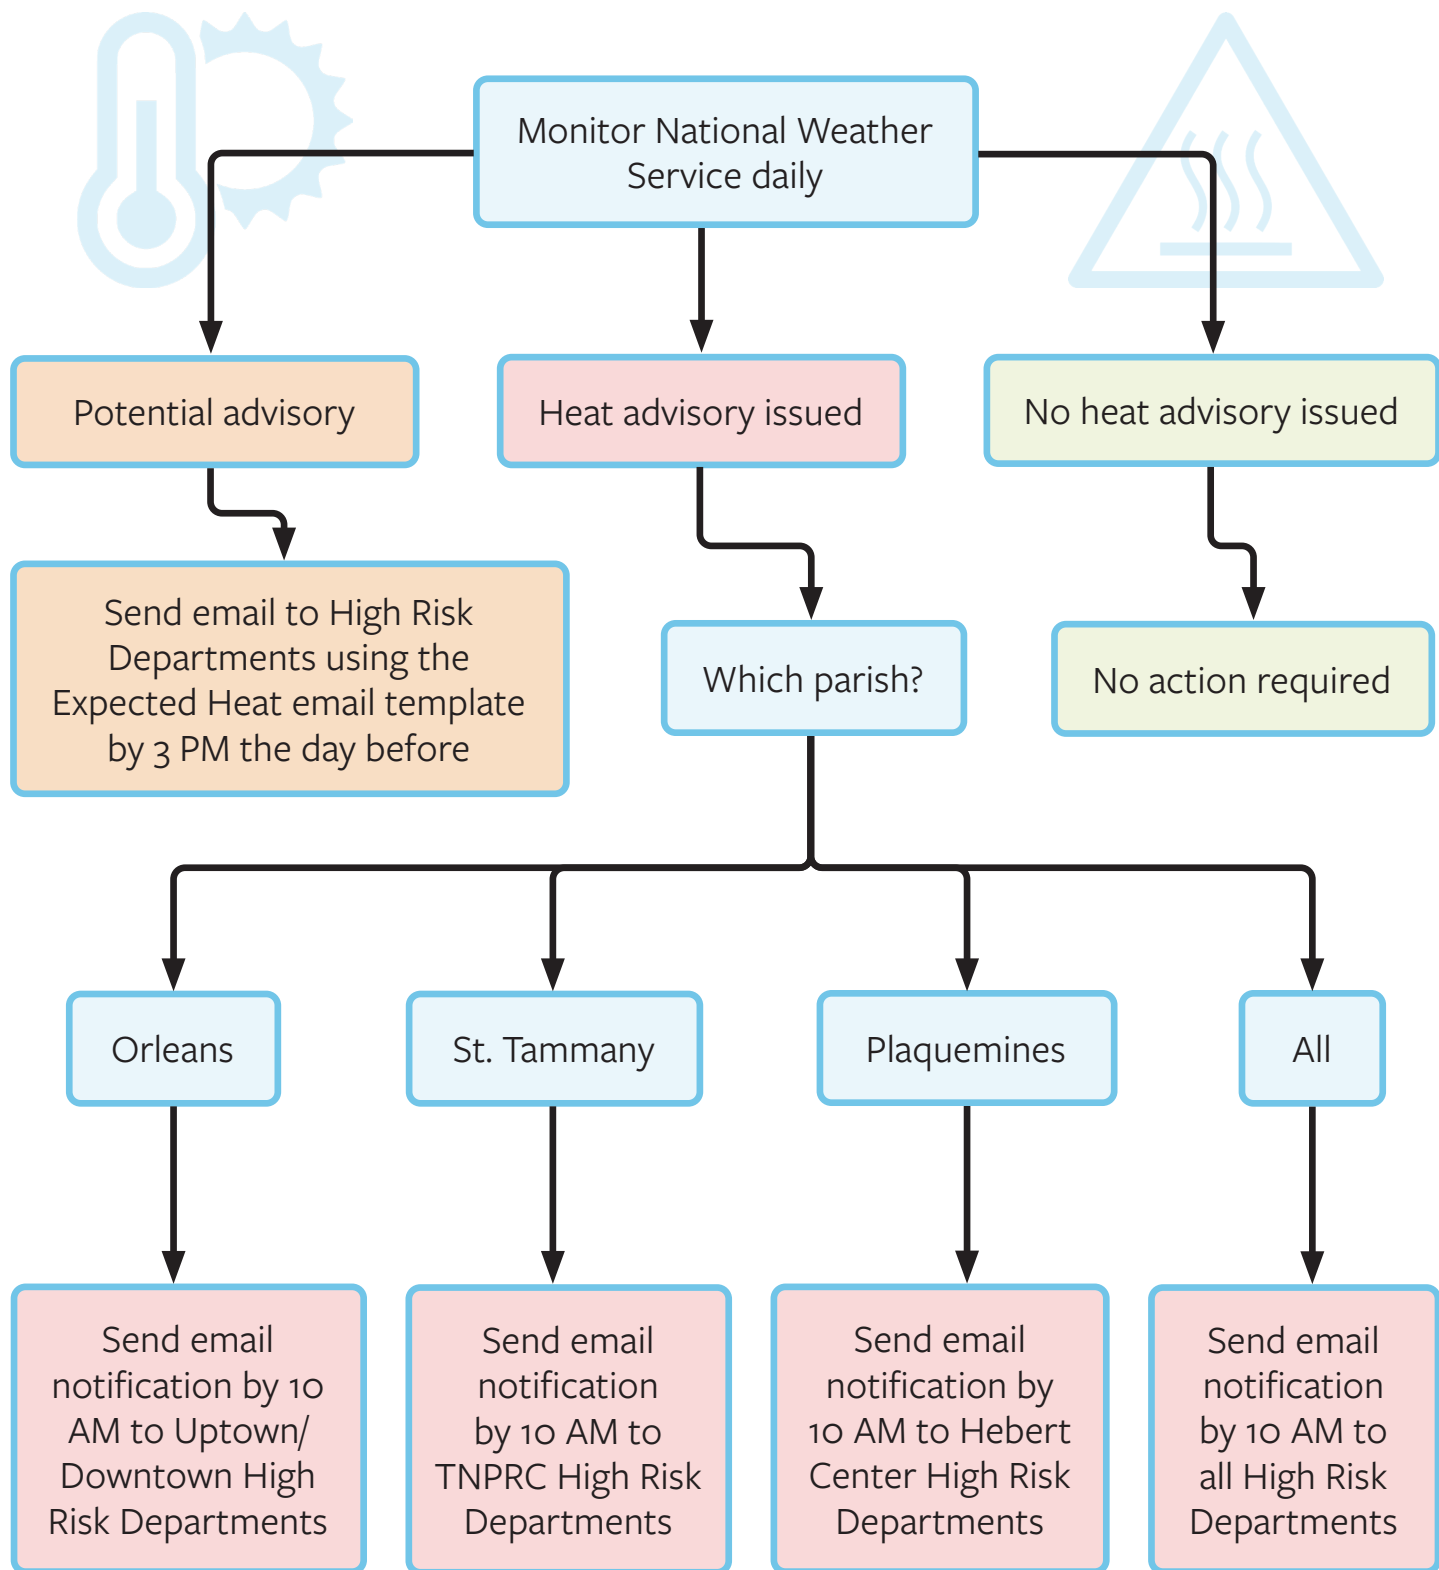 Monitor National Weather
Service daily
Potential advisory
Heat advisory issued
No heat advisory issued
Send email to High Risk
Departments using the
Expected Heat email template
by 3 PM the day before
Which parish?
No action required
Orleans
St. Tammany
Plaquemines
All
Send email
notification by 10
AM to Uptown/
Downtown High
Risk Departments
Send email
notification
by 10 AM to
TNPRC High Risk
Departments
Send email
notification by
10 AM to Hebert
Center High Risk
Departments
Send email
notification
by 10 AM to
all High Risk
Departments